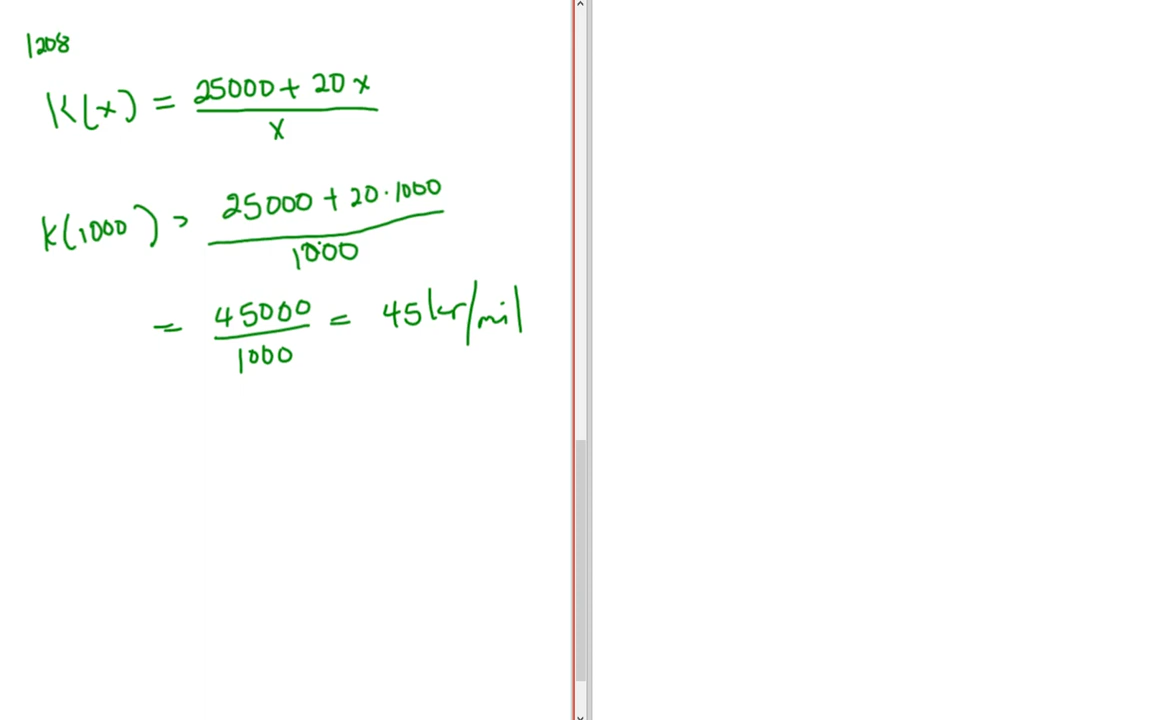 1208
K(x) = (25000 + 20x)/x
K(1000) = (25000 + 20·1000)/1000
= 45000/1000 = 45 kr/mil